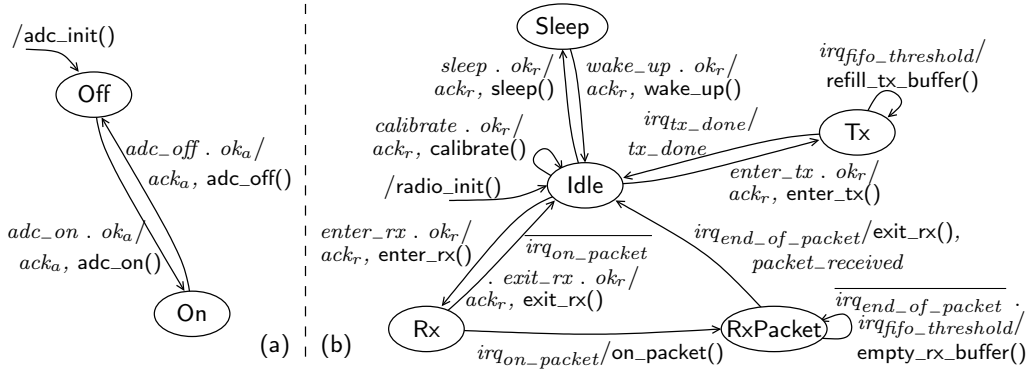 /adc_init()
Off
adc_off . ok_a/
ack_a, adc_off()
adc_on . ok_a/
ack_a, adc_on()
On
(a)
Sleep
sleep . ok_r/
ack_r, sleep()
wake_up . ok_r/
ack_r, wake_up()
irq_fifo_threshold/
refill_tx_buffer()
calibrate . ok_r/
ack_r, calibrate()
irq_tx_done/
tx_done
Tx
/radio_init()
Idle
enter_tx . ok_r/
ack_r, enter_tx()
enter_rx . ok_r/
ack_r, enter_rx()
irq_on_packet
. exit_rx . ok_r/
ack_r, exit_rx()
irq_end_of_packet/exit_rx(),
packet_received
Rx
RxPacket
irq_end_of_packet .
irq_fifo_threshold/
empty_rx_buffer()
irq_on_packet/on_packet()
(b)